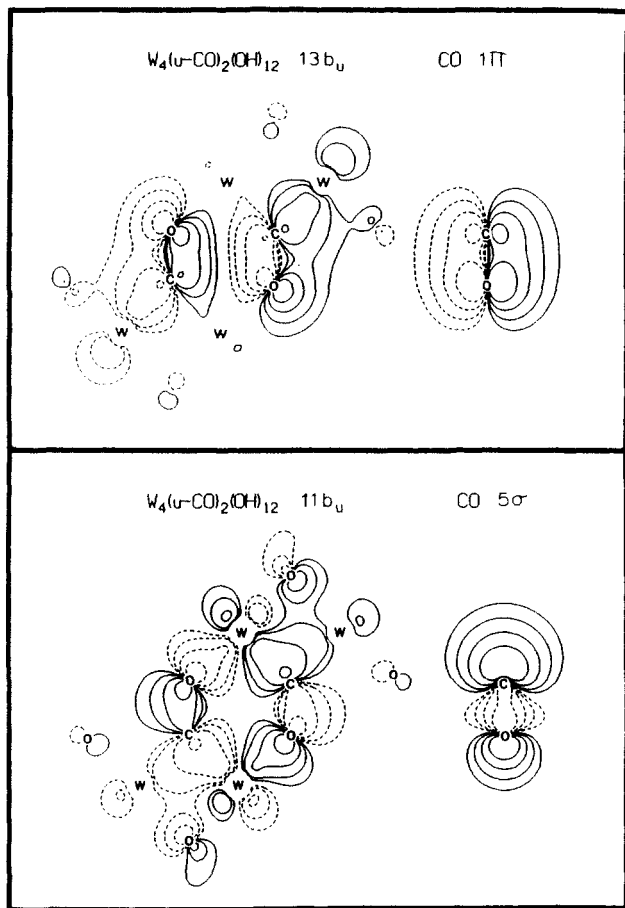 W₄(u-CO)₂(OH)₁₂ 13bᵤ
CO 1π
W W
O C C
C O O
W W
W₄(u-CO)₂(OH)₁₂ 11bᵤ
CO 5σ
O
W W
O
O C C
O C O O
W W
O